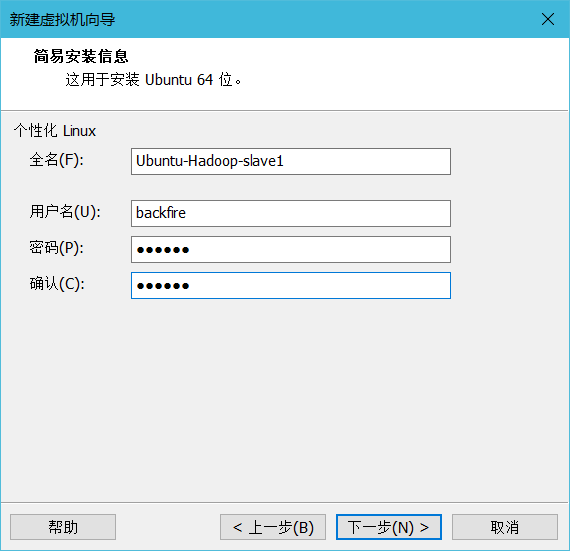 新建虚拟机向导
简易安装信息
这用于安装 Ubuntu 64 位。
个性化 Linux
全名(F): Ubuntu-Hadoop-slave1
用户名(U): backfire
密码(P): ●●●●●●
确认(C): ●●●●●●
帮助 < 上一步(B) 下一步(N) > 取消